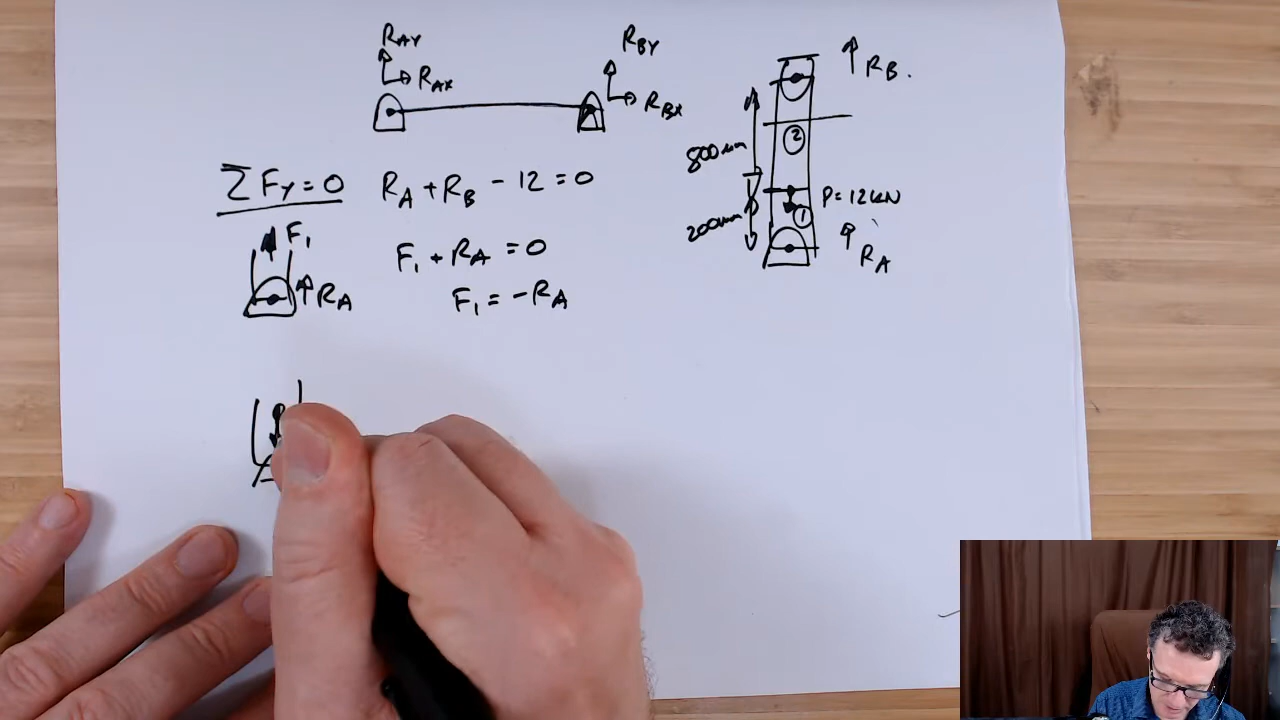 RAY
RAX
RBY
RBX
RB.
800mm
②
ΣFy=0 RA+RB-12=0
P=12kN
200mm
①
RA
F1
F1+RA=0
RA
F1=-RA